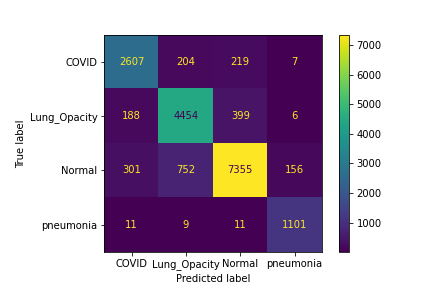 COVID 2607 204 219 7
Lung_Opacity 188 4454 399 6
Normal 301 752 7355 156
pneumonia 11 9 11 1101
COVID Lung_Opacity Normal pneumonia
Predicted label
True label
7000
6000
5000
4000
3000
2000
1000